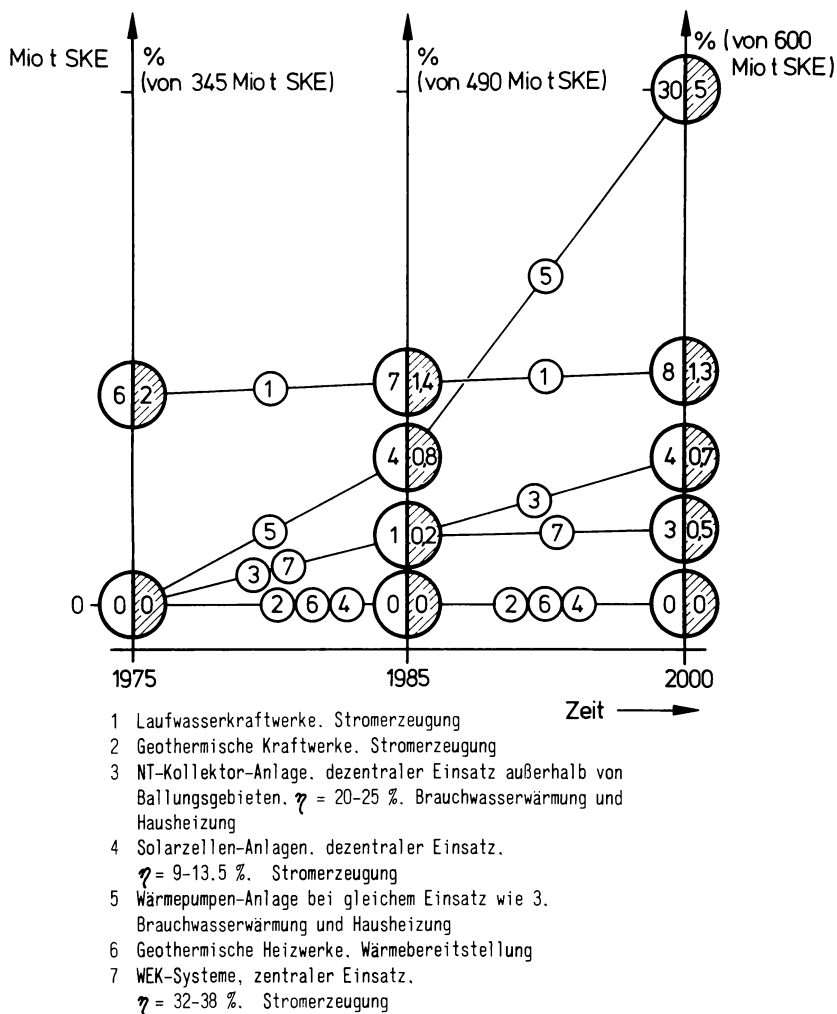 Mio t SKE
%
(von 345 Mio t SKE)
%
(von 490 Mio t SKE)
% (von 600
Mio t SKE)
30 5
5
6 2
1
7 1,4
1
8 1,3
4 0,8
4 0,7
5
3
1 0,2
7
3 0,5
3 7
0
0 0
2 6 4
0 0
2 6 4
0 0
1975
1985
2000
Zeit
1 Laufwasserkraftwerke. Stromerzeugung
2 Geothermische Kraftwerke. Stromerzeugung
3 NT-Kollektor-Anlage. dezentraler Einsatz außerhalb von
Ballungsgebieten. η = 20-25 %. Brauchwasserwärmung und
Hausheizung
4 Solarzellen-Anlagen. dezentraler Einsatz.
η = 9-13.5 %. Stromerzeugung
5 Wärmepumpen-Anlage bei gleichem Einsatz wie 3.
Brauchwasserwärmung und Hausheizung
6 Geothermische Heizwerke. Wärmebereitstellung
7 WEK-Systeme, zentraler Einsatz.
η = 32-38 %. Stromerzeugung